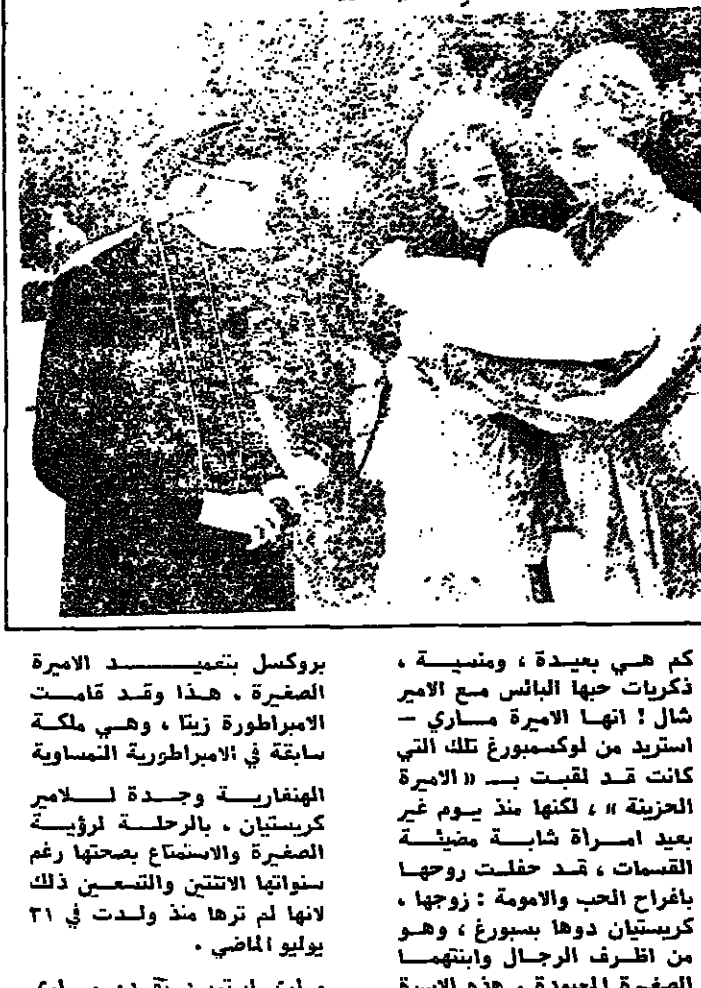 كم هي بعيدة ، ومنسية ،
ذكريات حبها البائس مع الامير
شال ! انها الاميرة ماري –
استريد من لوكسمبورغ تلك التي
كانت قد لقبت بـ « الاميرة
الحزينة » ، لكنها منذ يوم غير
بعيد امرأة شابة مضيئة
القسمات ، قد حفلت روحها
بافراح الحب والامومة : زوجها ،
كريستيان دوها بسبورغ ، وهو
من اظرف الرجال وابنتهما
الصغيرة المعبودة . هذه الاسرة
بروكسل بتعميد الاميرة
الصغيرة . هذا وقد قامت
الامبراطورة زيتا ، وهي ملكة
سابقة في الامبراطورية النمساوية
الهنغارية وجدة للامير
كريستيان ، بالرحلة لرؤية
الصغيرة والاستمتاع بصحتها رغم
سنواتها الاثنتين والتسعين ذلك
لانها لم ترها منذ ولدت في ٣١
يوليو الماضي .